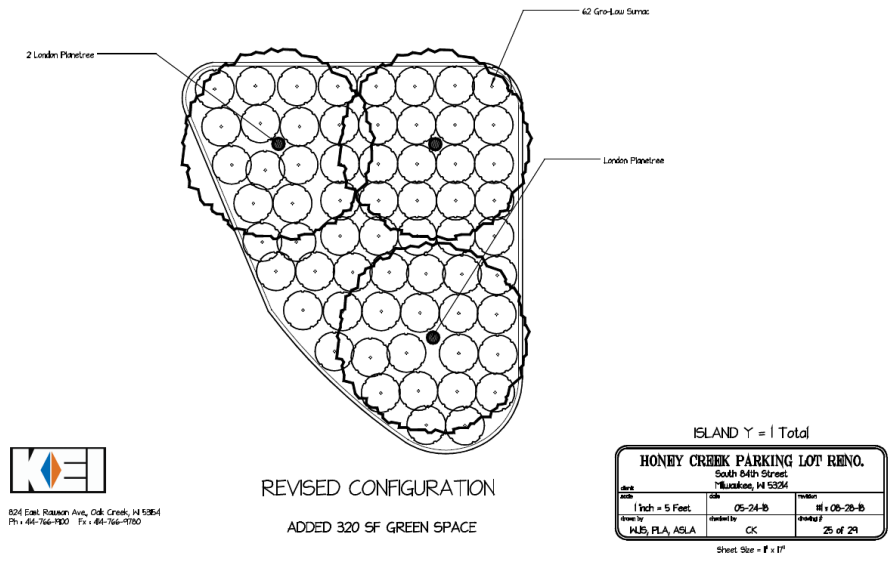 62 Gro-Low Sumac
2 London Planetree
London Planetree
ISLAND Y = 1 Total
HONEY CREEK PARKING LOT RENO.
South 84th Street
client
Milwaukee, WI 53214
scale
date
revision
1 inch = 5 Feet
05-24-18
#1 : 08-28-18
drawn by
checked by
drawing #
WJS, PLA, ASLA
CK
25 of 29
Sheet Size = 11" x 17"
KEI
824 East Rawson Ave., Oak Creek, WI 53154
Ph : 414-766-1900 Fx : 414-766-9780
REVISED CONFIGURATION
ADDED 320 SF GREEN SPACE